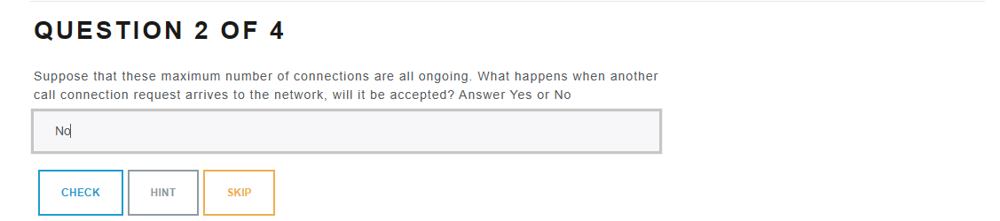 QUESTION 2 OF 4
Suppose that these maximum number of connections are all ongoing. What happens when another
call connection request arrives to the network, will it be accepted? Answer Yes or No
No
CHECK HINT SKIP